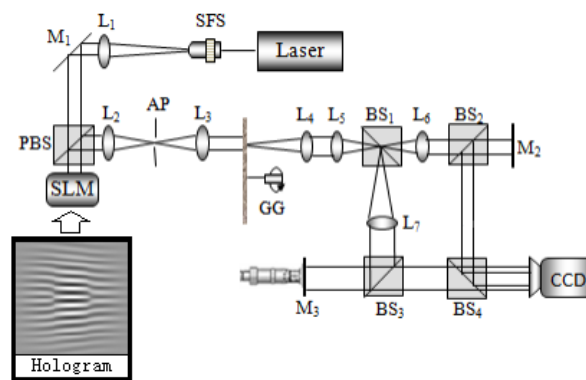 SFS
L1
M1
Laser
AP
L2
L3
L4
L5
BS1
L6
BS2
PBS
M2
SLM
GG
L7
CCD
M3
BS3
BS4
Hologram